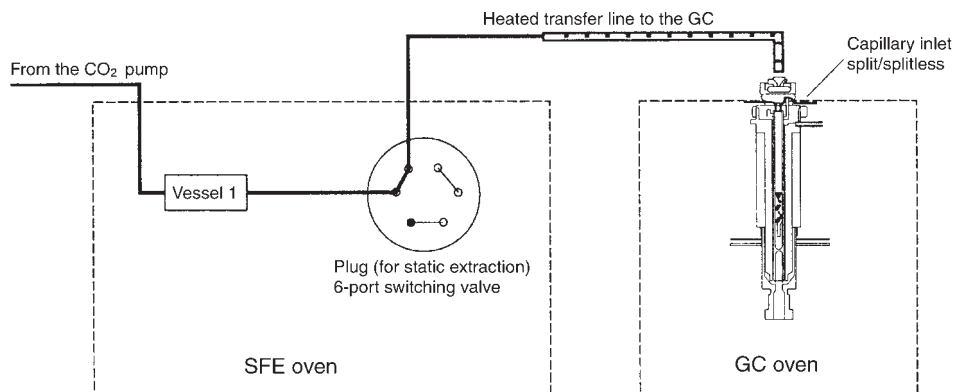 Heated transfer line to the GC
From the CO₂ pump
Capillary inlet
split/splitless
Vessel 1
Plug (for static extraction)
6-port switching valve
SFE oven
GC oven